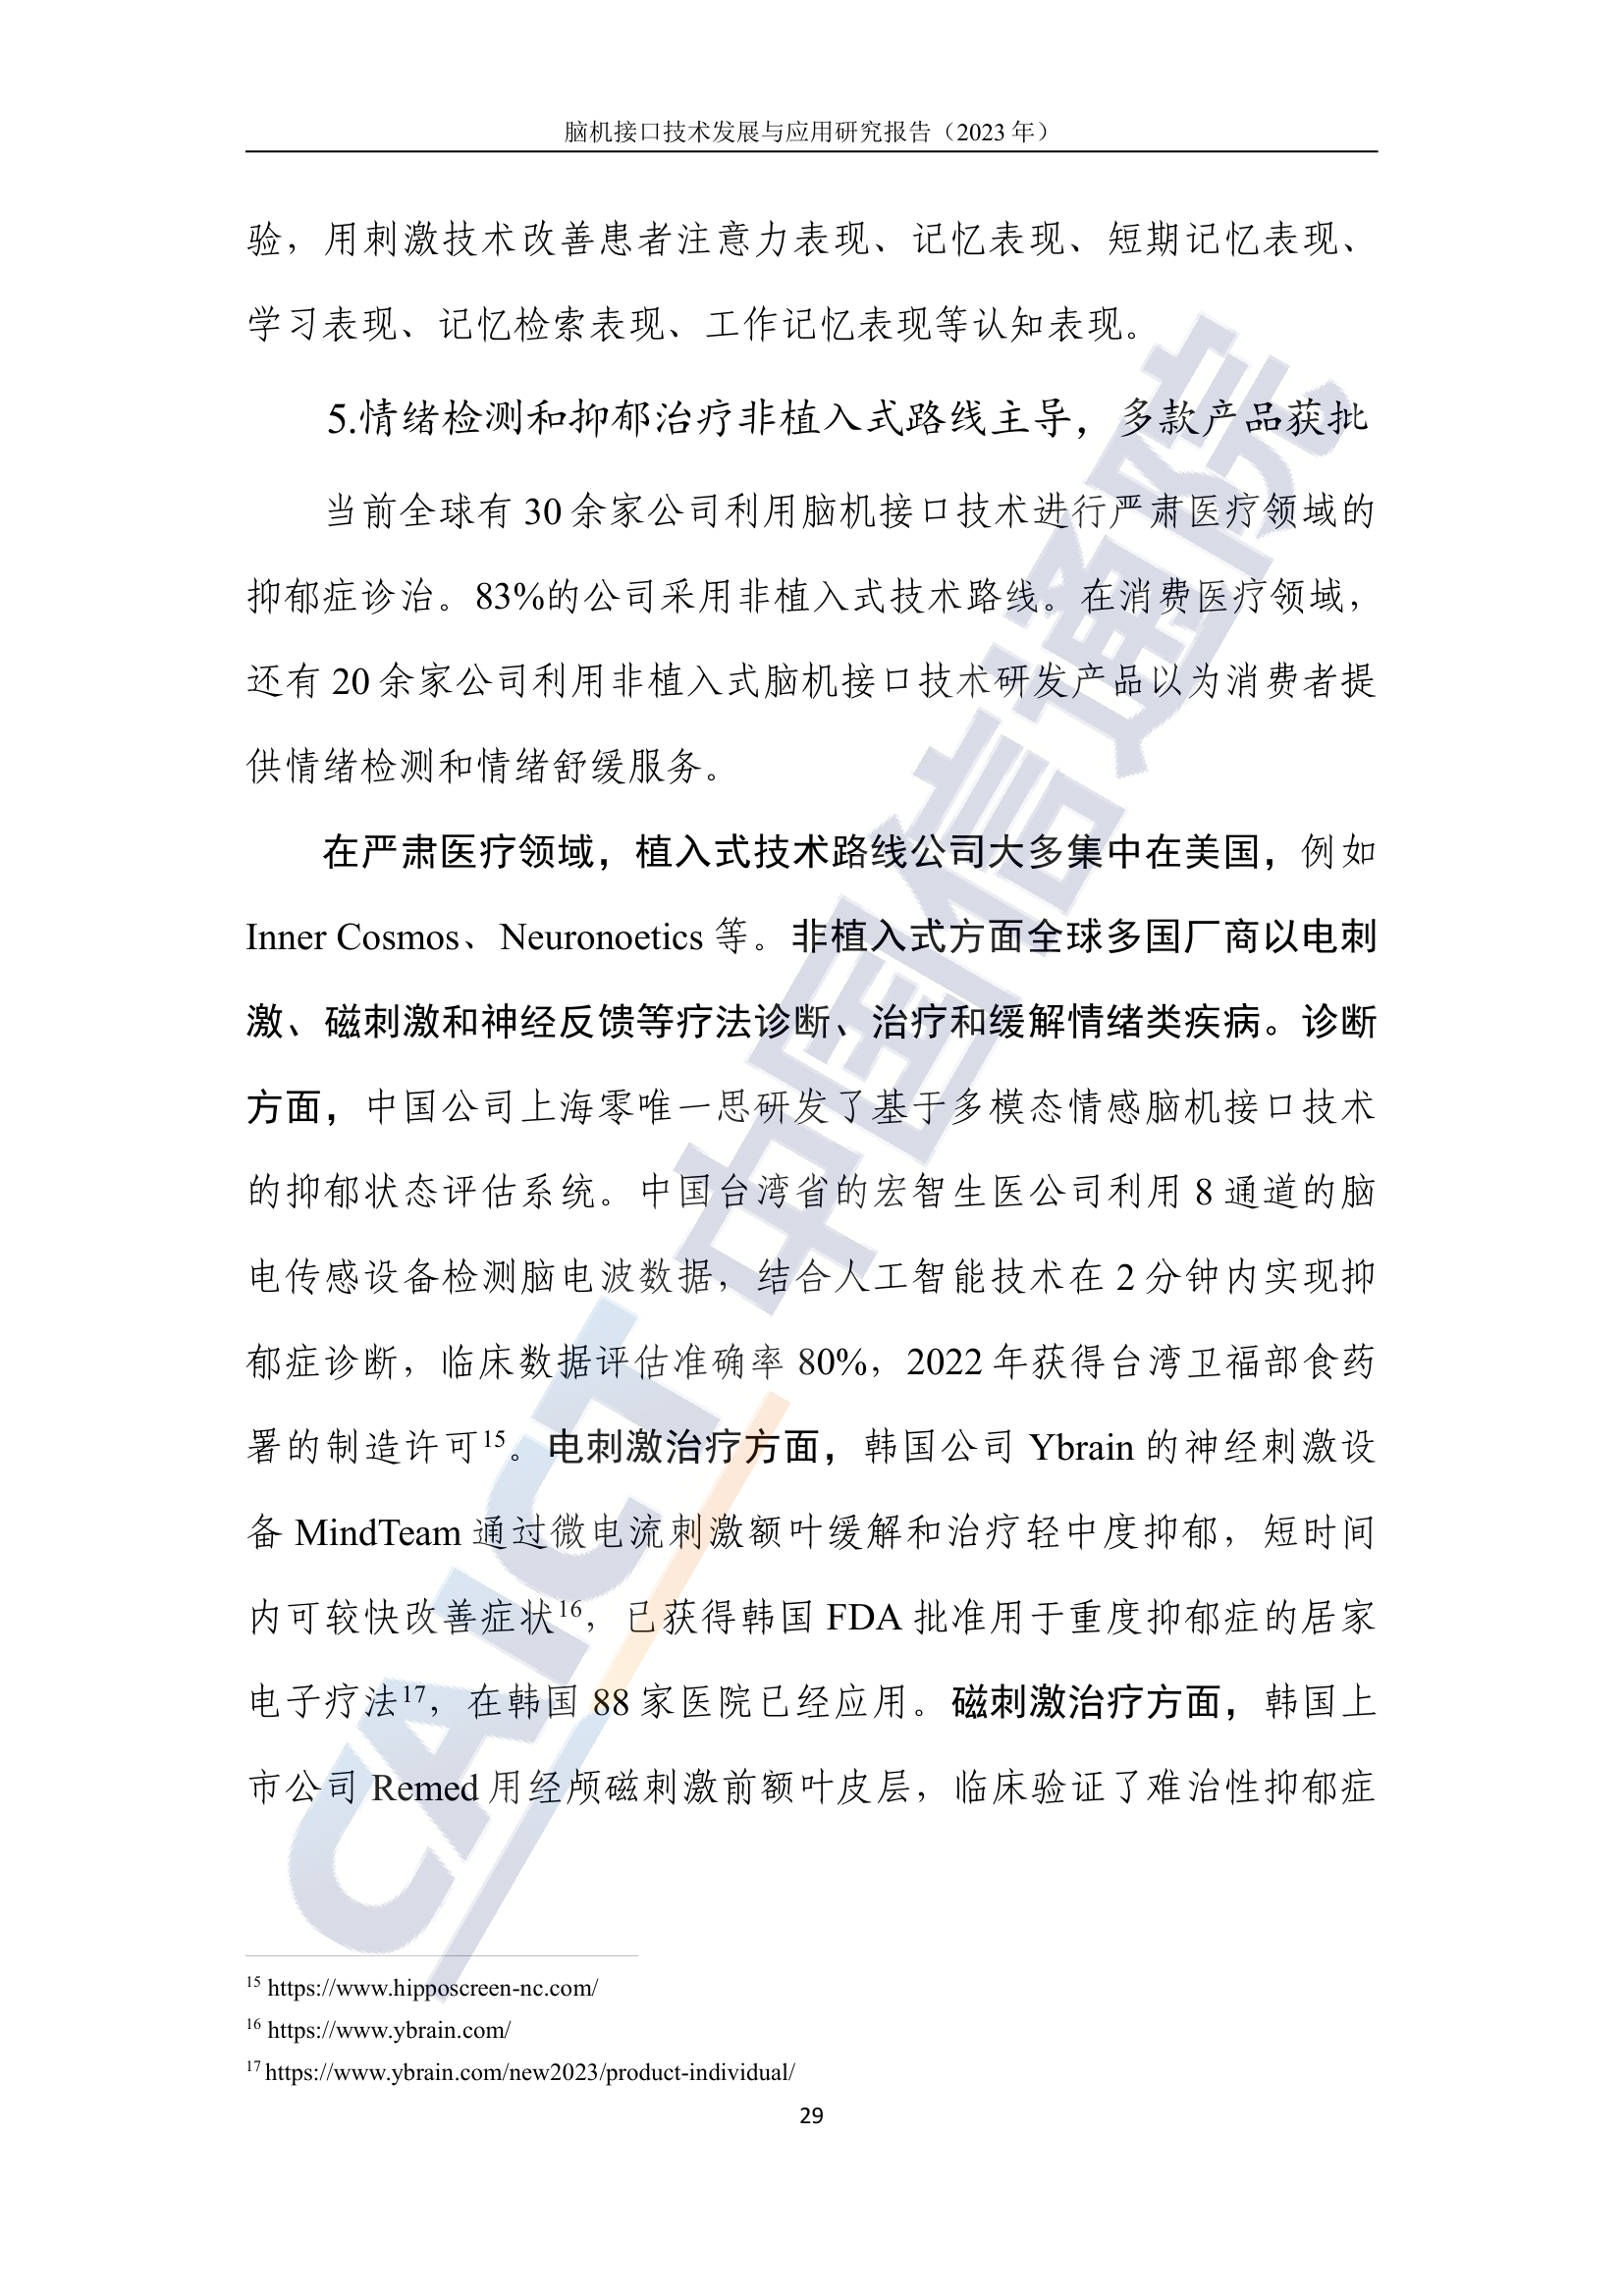 脑机接口技术发展与应用研究报告（2023 年）
验，用刺激技术改善患者注意力表现、记忆表现、短期记忆表现、
学习表现、记忆检索表现、工作记忆表现等认知表现。
5.情绪检测和抑郁治疗非植入式路线主导，多款产品获批
当前全球有 30 余家公司利用脑机接口技术进行严肃医疗领域的
抑郁症诊治。83%的公司采用非植入式技术路线。在消费医疗领域，
还有 20 余家公司利用非植入式脑机接口技术研发产品以为消费者提
供情绪检测和情绪舒缓服务。
在严肃医疗领域，植入式技术路线公司大多集中在美国，例如
Inner Cosmos、Neuronoetics 等。非植入式方面全球多国厂商以电刺
激、磁刺激和神经反馈等疗法诊断、治疗和缓解情绪类疾病。诊断
方面，中国公司上海零唯一思研发了基于多模态情感脑机接口技术
的抑郁状态评估系统。中国台湾省的宏智生医公司利用 8 通道的脑
电传感设备检测脑电波数据，结合人工智能技术在 2 分钟内实现抑
郁症诊断，临床数据评估准确率 80%，2022 年获得台湾卫福部食药
署的制造许可15。电刺激治疗方面，韩国公司 Ybrain 的神经刺激设
备 MindTeam 通过微电流刺激额叶缓解和治疗轻中度抑郁，短时间
内可较快改善症状16，已获得韩国 FDA 批准用于重度抑郁症的居家
电子疗法17，在韩国 88 家医院已经应用。磁刺激治疗方面，韩国上
市公司 Remed 用经颅磁刺激前额叶皮层，临床验证了难治性抑郁症
15 https://www.hipposcreen-nc.com/
16 https://www.ybrain.com/
17 https://www.ybrain.com/new2023/product-individual/
29
CAICT 中国信通院